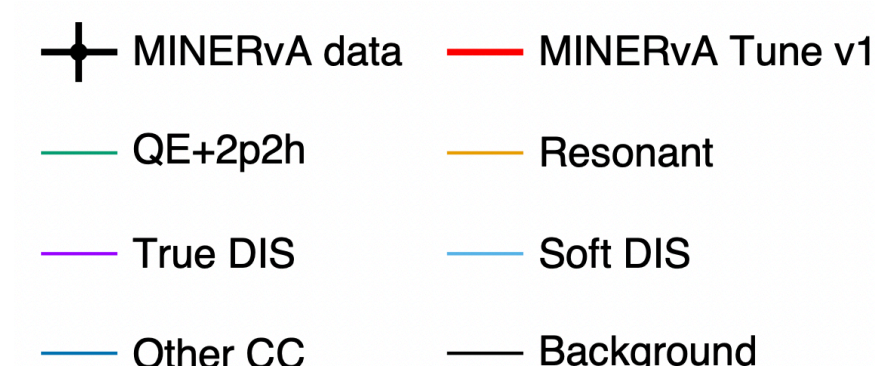 MINERvA data MINERvA Tune v1
QE+2p2h Resonant
True DIS Soft DIS
Other CC Background